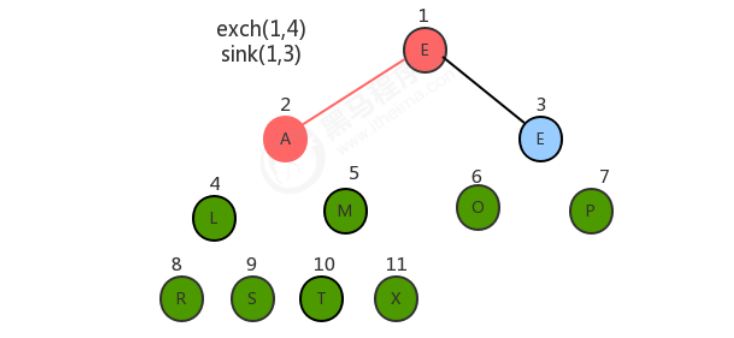 exch(1,4)
sink(1,3)
1
E
2
3
A
E
4
5
6
7
L
M
O
P
8
9
10
11
R
S
T
X
黑马程序
www.itheima.com